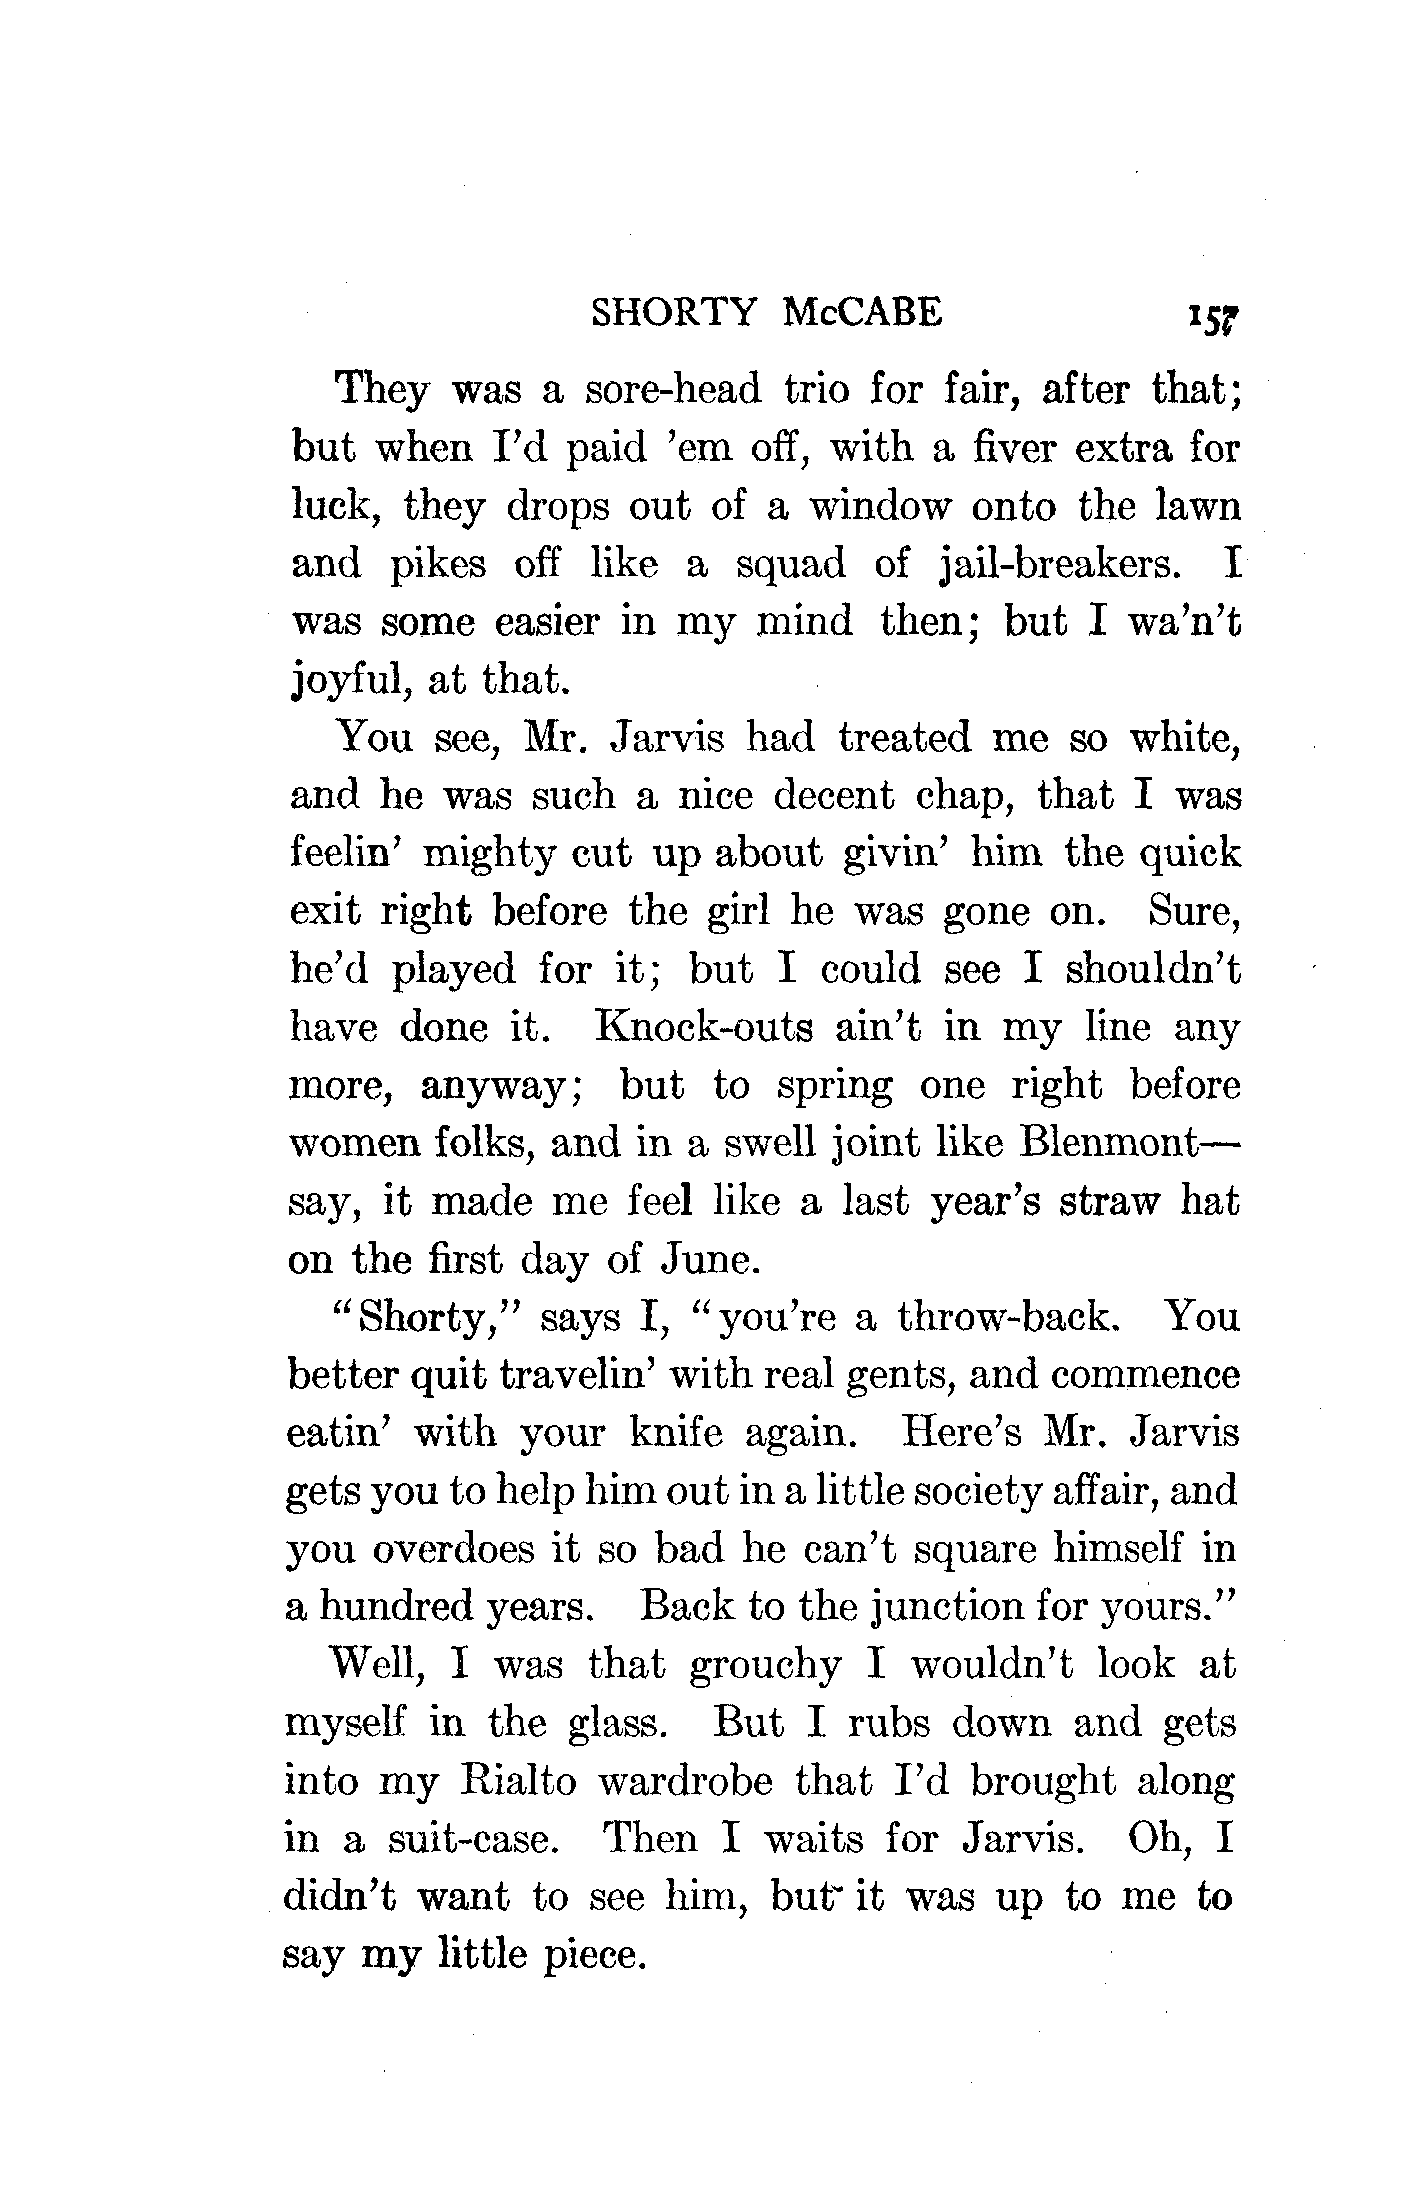 SHORTY McCABE 157
They was a sore-head trio for fair, after that;
but when I'd paid 'em off, with a fiver extra for
luck, they drops out of a window onto the lawn
and pikes off like a squad of jail-breakers. I
was some easier in my mind then; but I wa'n't
joyful, at that.
You see, Mr. Jarvis had treated me so white,
and he was such a nice decent chap, that I was
feelin' mighty cut up about givin' him the quick
exit right before the girl he was gone on. Sure,
he'd played for it; but I could see I shouldn't
have done it. Knock-outs ain't in my line any
more, anyway; but to spring one right before
women folks, and in a swell joint like Blenmont—
say, it made me feel like a last year's straw hat
on the first day of June.
"Shorty," says I, "you're a throw-back. You
better quit travelin' with real gents, and commence
eatin' with your knife again. Here's Mr. Jarvis
gets you to help him out in a little society affair, and
you overdoes it so bad he can't square himself in
a hundred years. Back to the junction for yours."
Well, I was that grouchy I wouldn't look at
myself in the glass. But I rubs down and gets
into my Rialto wardrobe that I'd brought along
in a suit-case. Then I waits for Jarvis. Oh, I
didn't want to see him, but it was up to me to
say my little piece.